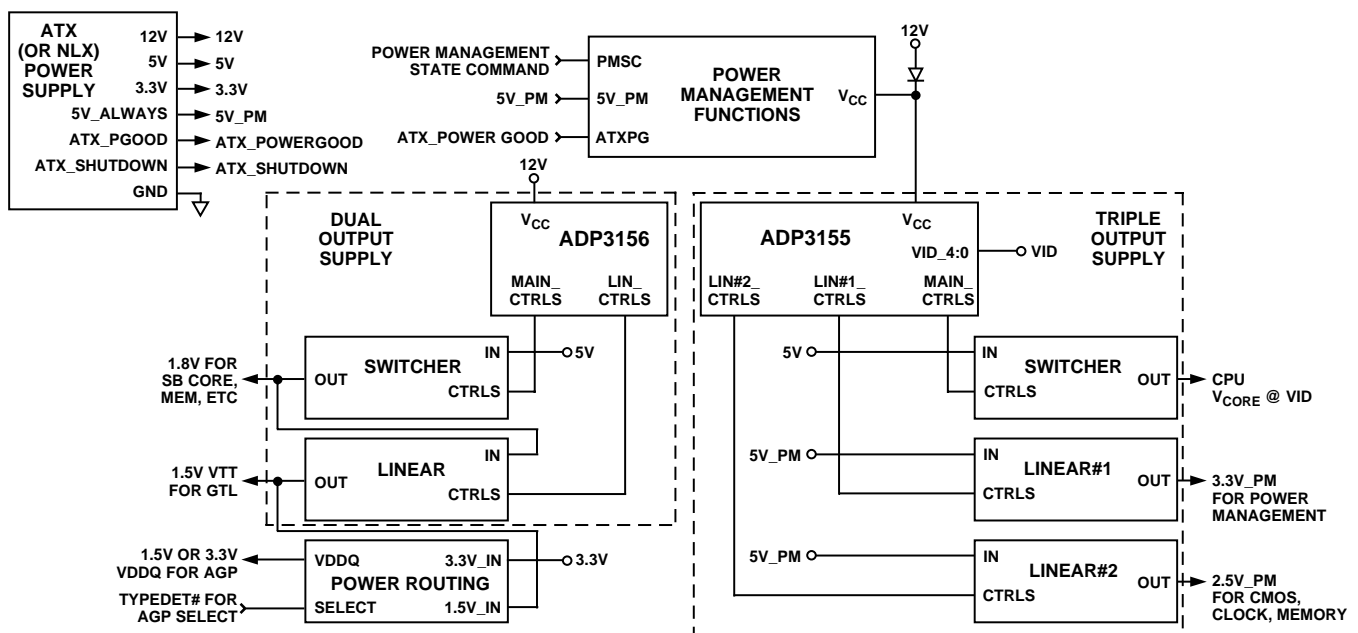 ATX
(OR NLX)
POWER
SUPPLY
12V
5V
3.3V
5V_ALWAYS
ATX_PGOOD
ATX_SHUTDOWN
GND
12V
5V
3.3V
5V_PM
ATX_POWERGOOD
ATX_SHUTDOWN
POWER MANAGEMENT
STATE COMMAND
5V_PM
ATX_POWER GOOD
PMSC
5V_PM
ATXPG
POWER
MANAGEMENT
FUNCTIONS
VCC
12V
12V
DUAL
OUTPUT
SUPPLY
VCC
ADP3156
MAIN_
CTRLS
LIN_
CTRLS
1.8V FOR
SB CORE,
MEM, ETC
OUT
SWITCHER
IN
CTRLS
5V
1.5V VTT
FOR GTL
OUT
LINEAR
IN
CTRLS
1.5V OR 3.3V
VDDQ FOR AGP
TYPEDET# FOR
AGP SELECT
VDDQ
3.3V_IN
POWER ROUTING
SELECT
1.5V_IN
3.3V
ADP3155
VCC
VID_4:0
VID
TRIPLE
OUTPUT
SUPPLY
LIN#2_
CTRLS
LIN#1_
CTRLS
MAIN_
CTRLS
5V
IN
SWITCHER
CTRLS
OUT
CPU
VCORE @ VID
5V_PM
IN
LINEAR#1
CTRLS
OUT
3.3V_PM
FOR POWER
MANAGEMENT
5V_PM
IN
LINEAR#2
CTRLS
OUT
2.5V_PM
FOR CMOS,
CLOCK, MEMORY